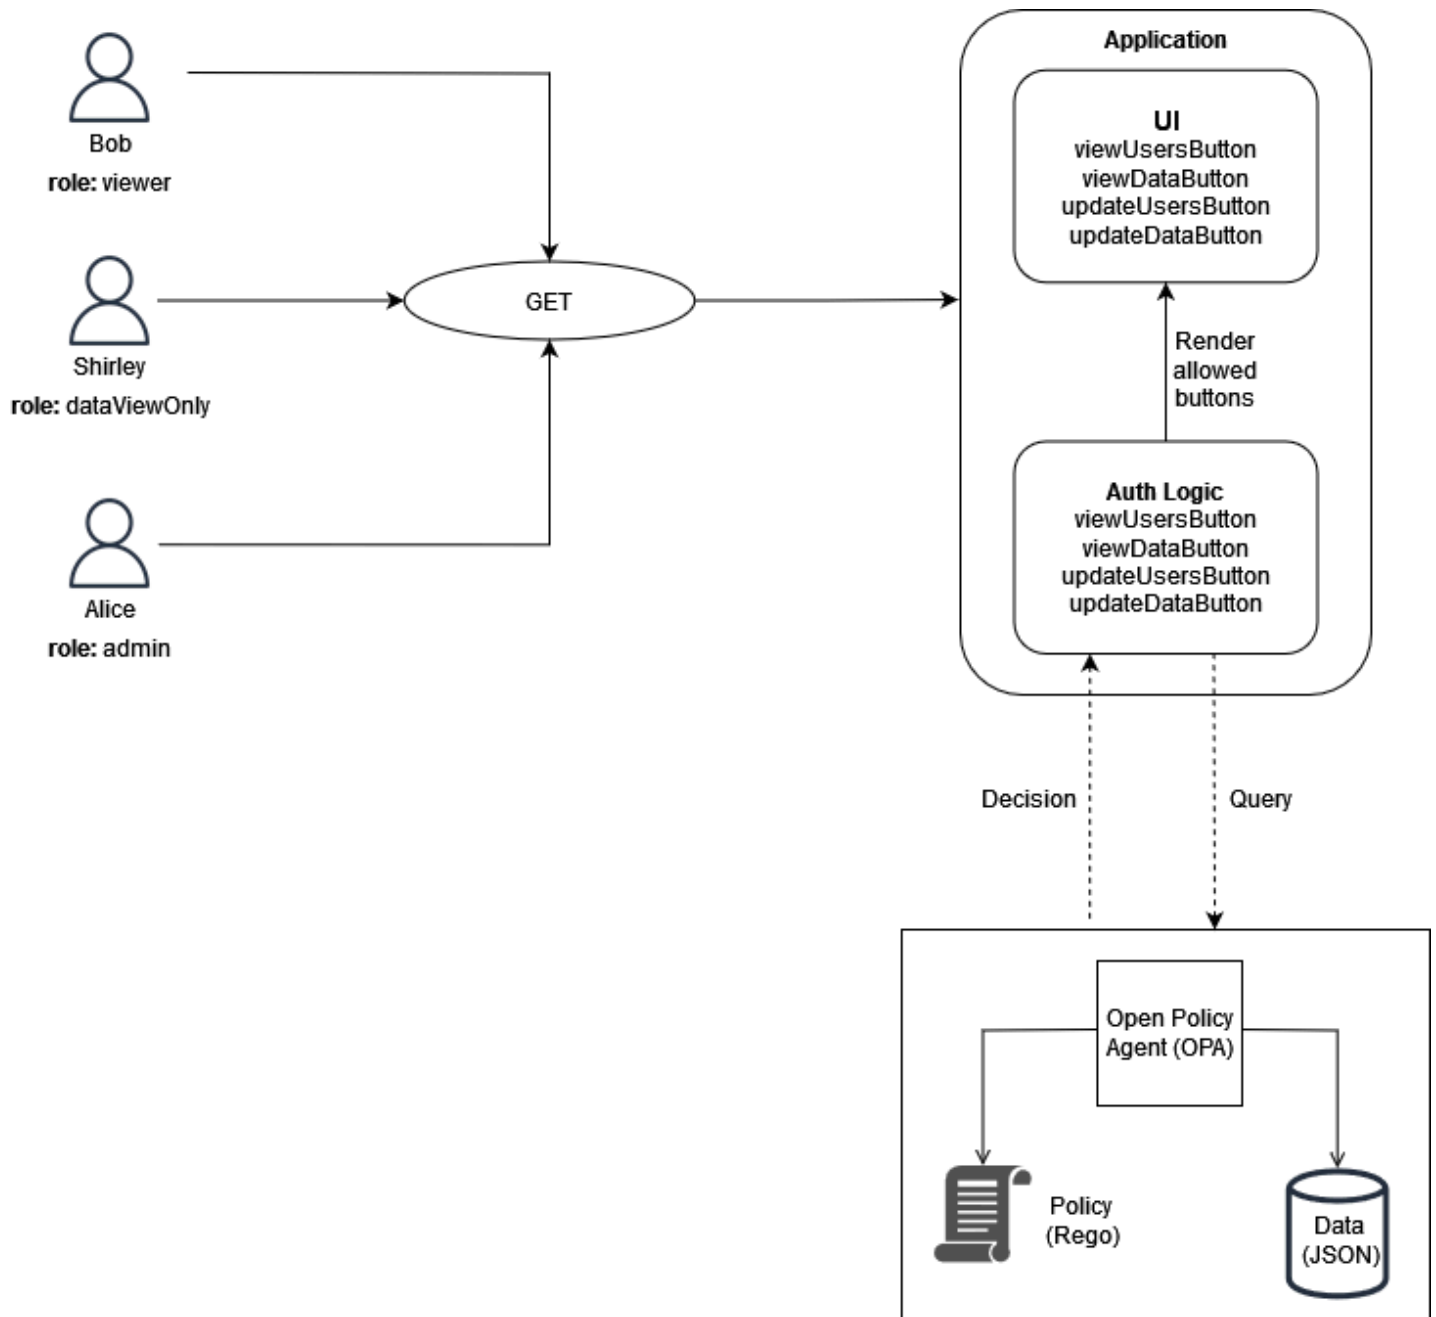 Application
UI
viewUsersButton
viewDataButton
updateUsersButton
updateDataButton
Bob
role: viewer
GET
Shirley
role: dataViewOnly
Render
allowed
buttons
Auth Logic
viewUsersButton
viewDataButton
updateUsersButton
updateDataButton
Alice
role: admin
Decision
Query
Open Policy
Agent (OPA)
Policy
(Rego)
Data
(JSON)